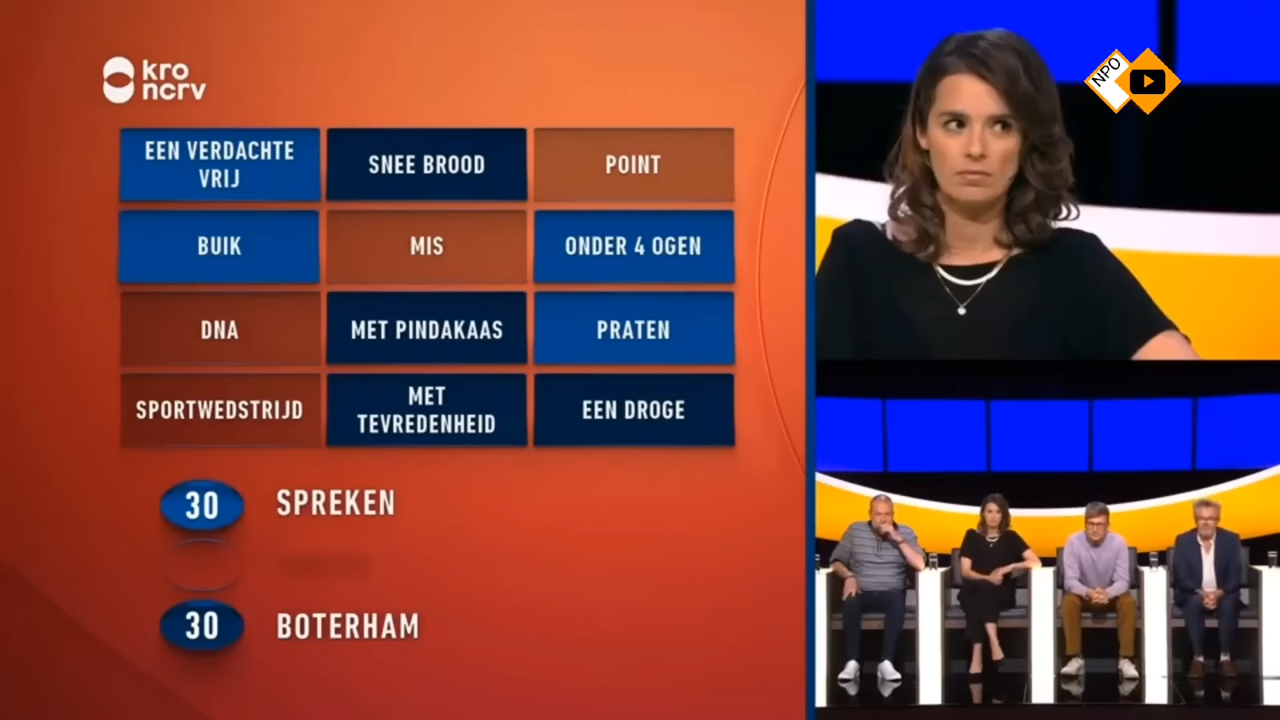 kro
ncrv
NPO
EEN VERDACHTE
VRIJ
SNEE BROOD
POINT
BUIK
MIS
ONDER 4 OGEN
DNA
MET PINDAKAAS
PRATEN
SPORTWEDSTRIJD
MET
TEVREDENHEID
EEN DROGE
30 SPREKEN
30 BOTERHAM